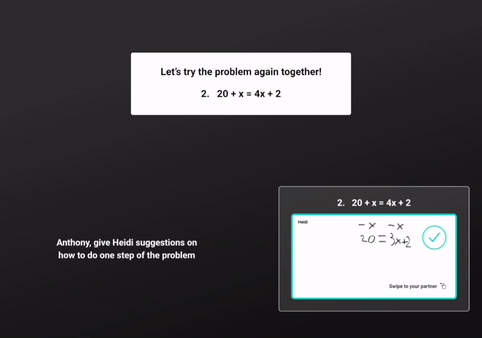 Let's try the problem again together!
2. 20 + x = 4x + 2
2. 20 + x = 4x + 2
Heidi
-x -x
20 = 3x+2
Swipe to your partner
Anthony, give Heidi suggestions on
how to do one step of the problem